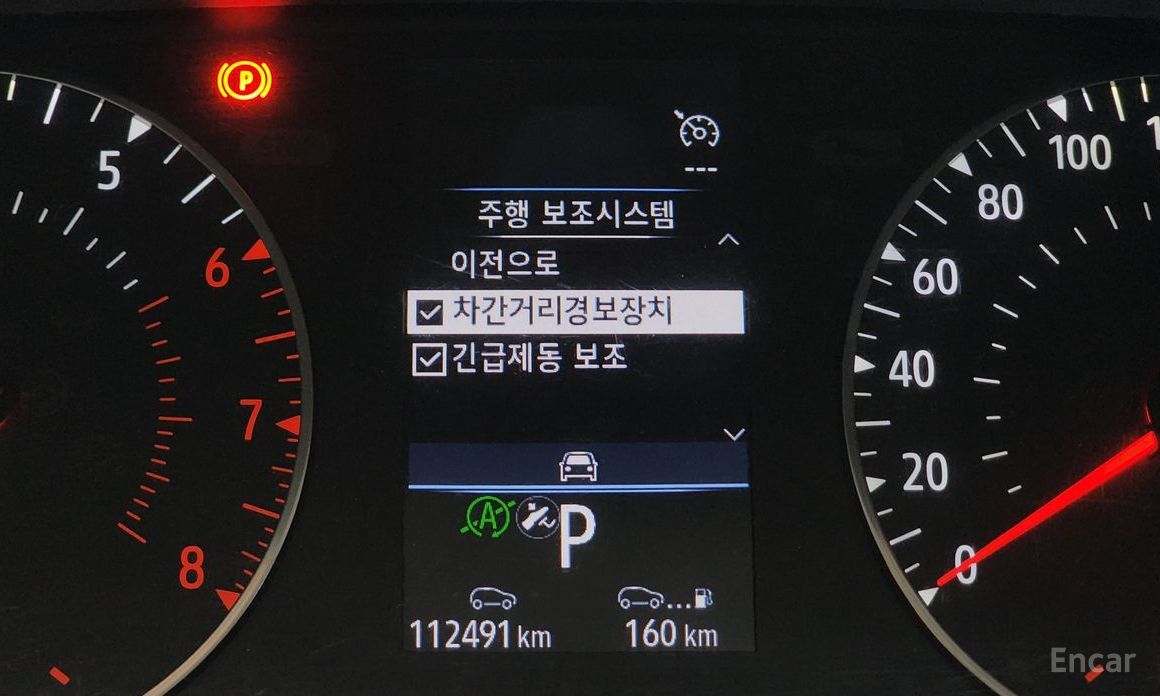 P
---
주행 보조시스템
이전으로
차간거리경보장치
긴급제동 보조
A
P
112491 km
160 km
5
6
7
8
100
80
60
40
20
0
Encar